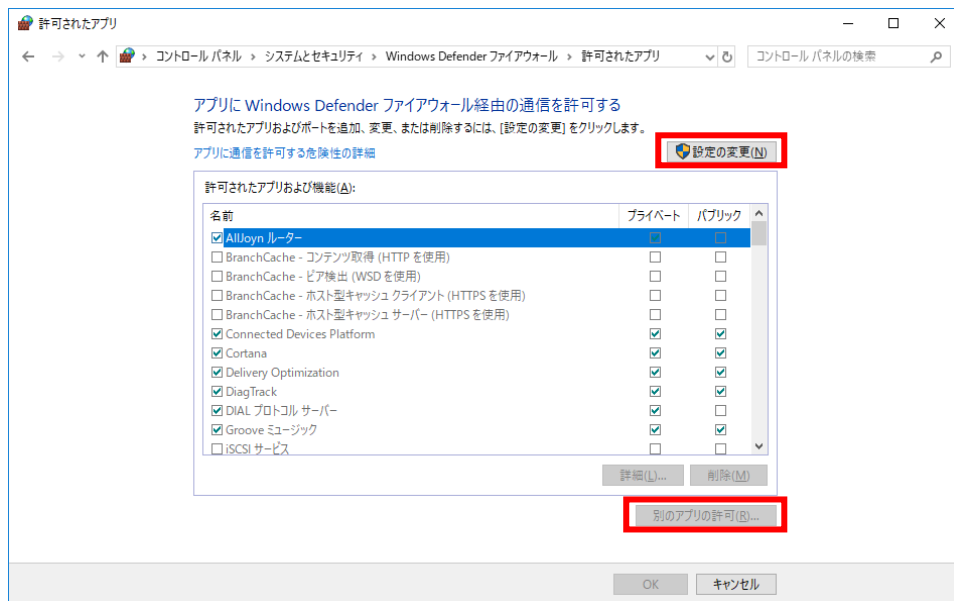 許可されたアプリ
コントロール パネル › システムとセキュリティ › Windows Defender ファイアウォール › 許可されたアプリ
コントロール パネルの検索
アプリに Windows Defender ファイアウォール経由の通信を許可する
許可されたアプリおよびポートを追加、変更、または削除するには、[設定の変更] をクリックします。
アプリに通信を許可する危険性の詳細
設定の変更(N)
許可されたアプリおよび機能(A):
名前 プライベート パブリック
AllJoyn ルーター
BranchCache - コンテンツ取得 (HTTP を使用)
BranchCache - ピア検出 (WSD を使用)
BranchCache - ホスト型キャッシュ クライアント (HTTPS を使用)
BranchCache - ホスト型キャッシュ サーバー (HTTPS を使用)
Connected Devices Platform
Cortana
Delivery Optimization
DiagTrack
DIAL プロトコル サーバー
Groove ミュージック
iSCSI サービス
詳細(L)... 削除(M)
別のアプリの許可(R)...
OK キャンセル